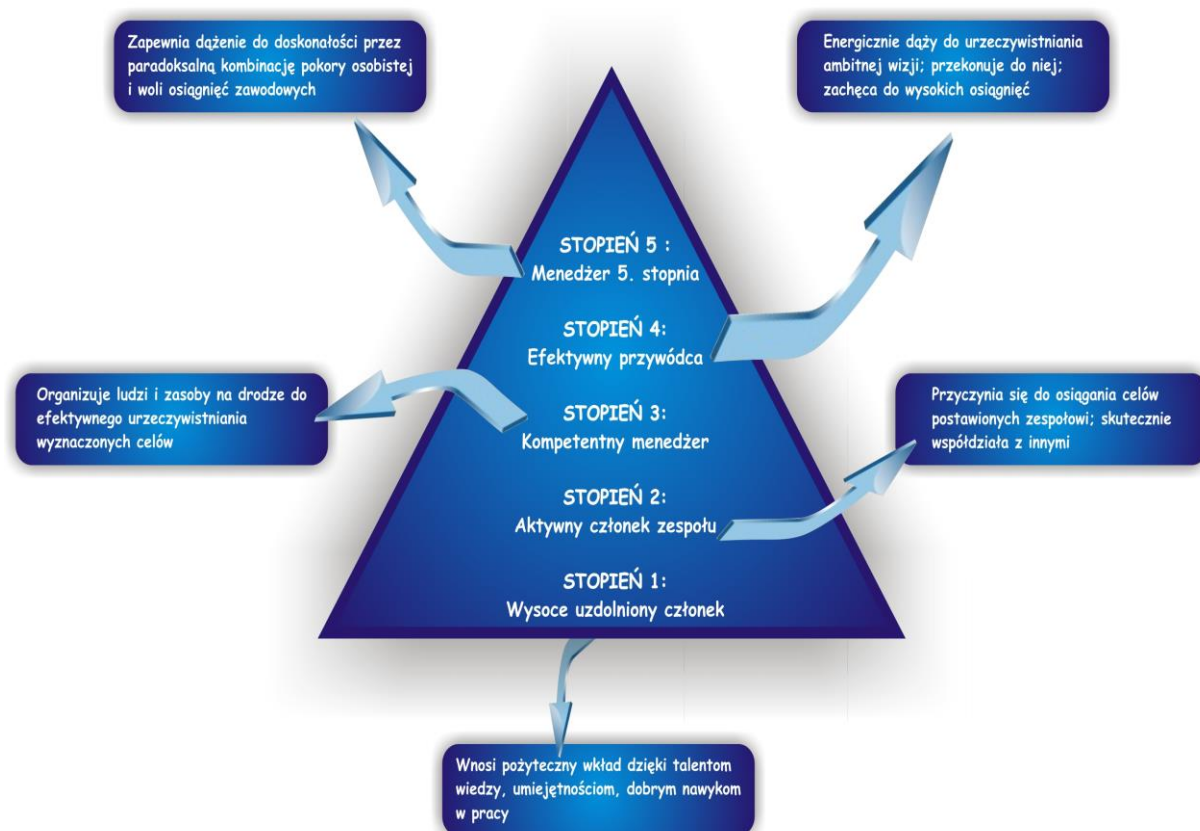 Zapewnia dążenie do doskonałości przez
paradoksalną kombinację pokory osobistej
i woli osiągnięć zawodowych
Energicznie dąży do urzeczywistniania
ambitnej wizji; przekonuje do niej;
zachęca do wysokich osiągnięć
STOPIEŃ 5 :
Menedżer 5. stopnia
STOPIEŃ 4:
Efektywny przywódca
Organizuje ludzi i zasoby na drodze do
efektywnego urzeczywistniania
wyznaczonych celów
STOPIEŃ 3:
Kompetentny menedżer
Przyczynia się do osiągania celów
postawionych zespołowi; skutecznie
współdziała z innymi
STOPIEŃ 2:
Aktywny członek zespołu
STOPIEŃ 1:
Wysoce uzdolniony członek
Wnosi pożyteczny wkład dzięki talentom
wiedzy, umiejętnościom, dobrym nawykom
w pracy